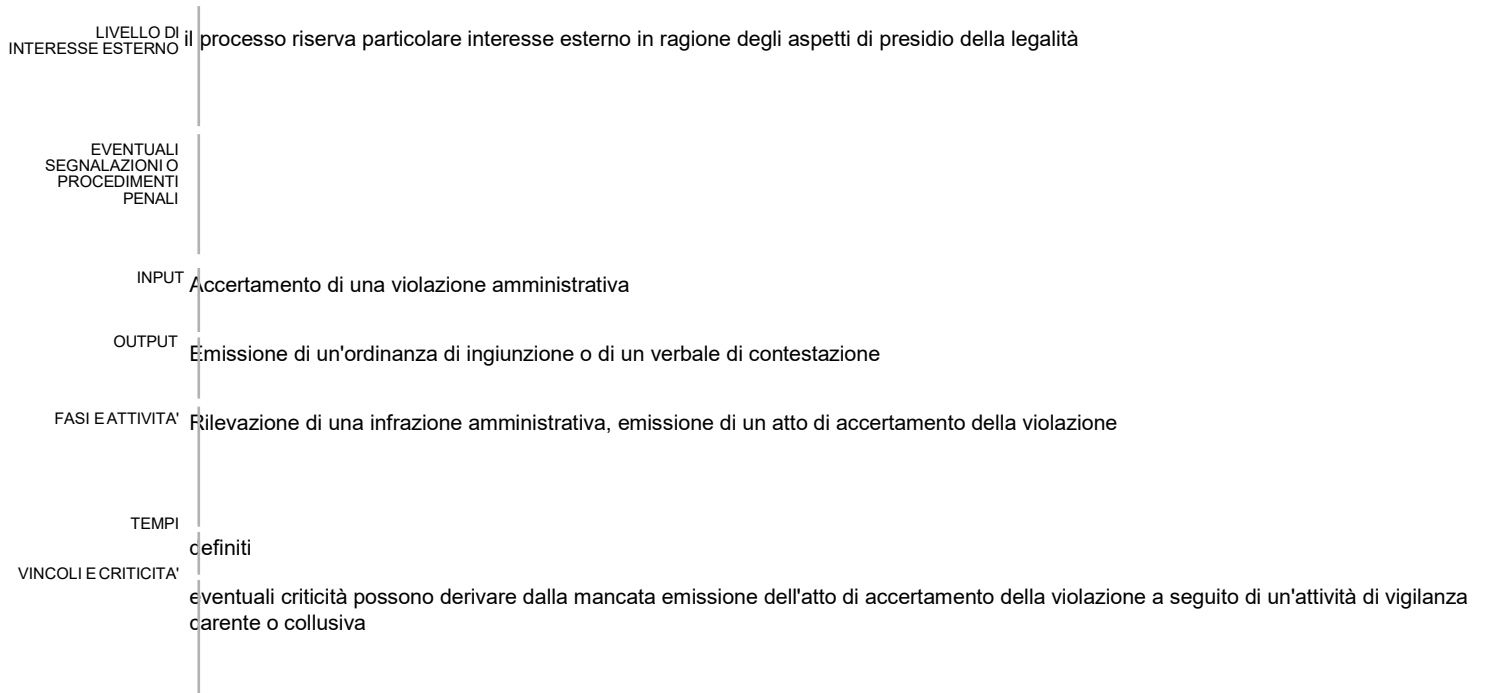 LIVELLO DI
INTERESSE ESTERNO
il processo riserva particolare interesse esterno in ragione degli aspetti di presidio della legalità
EVENTUALI
SEGNALAZIONI O
PROCEDIMENTI
PENALI
INPUT
Accertamento di una violazione amministrativa
OUTPUT
Emissione di un'ordinanza di ingiunzione o di un verbale di contestazione
FASI E ATTIVITA'
Rilevazione di una infrazione amministrativa, emissione di un atto di accertamento della violazione
TEMPI
definiti
VINCOLI E CRITICITA'
eventuali criticità possono derivare dalla mancata emissione dell'atto di accertamento della violazione a seguito di un'attività di vigilanza
carente o collusiva